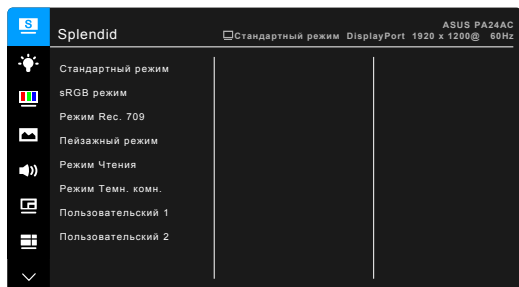 S
ASUS PA24AC
Splendid
Стандартный режим DisplayPort 1920 x 1200@ 60Hz
Стандартный режим
sRGB режим
Режим Rec. 709
Пейзажный режим
Режим Чтения
Режим Темн. комн.
Пользовательский 1
Пользовательский 2